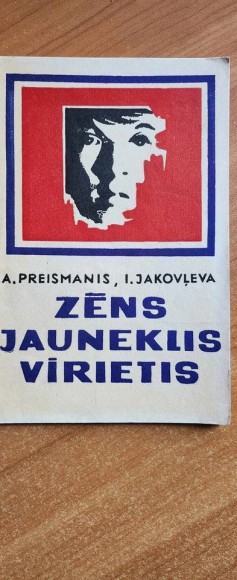 A. PREISMANIS, I. JAKOVĻEVA
ZĒNS
JAUNEKLIS
VĪRIETIS